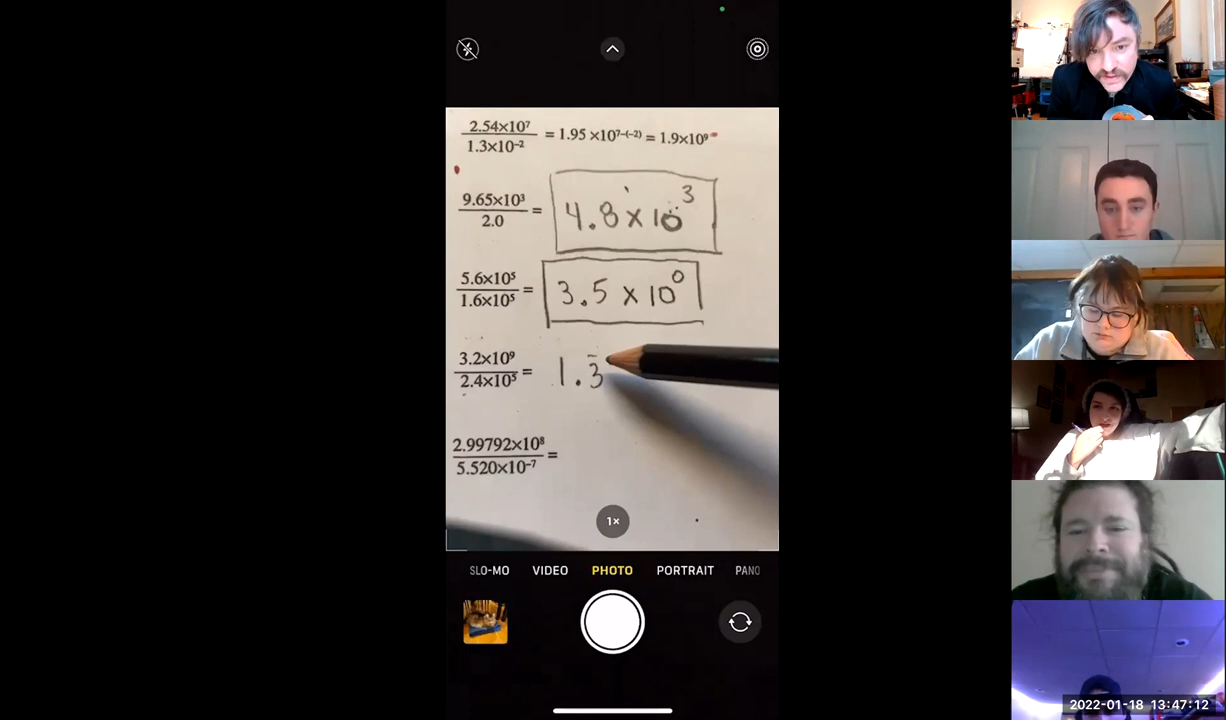 2.54×10⁷ / 1.3×10⁻² = 1.95 ×10⁷⁻⁽⁻²⁾ = 1.9×10⁹
9.65×10³ / 2.0 = 4.8 x 10³
5.6×10⁵ / 1.6×10⁵ = 3.5 x 10⁰
3.2×10⁹ / 2.4×10⁵ = 1.3
2.99792×10⁸ / 5.520×10⁻⁷ =
1×
SLO-MO VIDEO PHOTO PORTRAIT PANO
2022-01-18 13:47:12